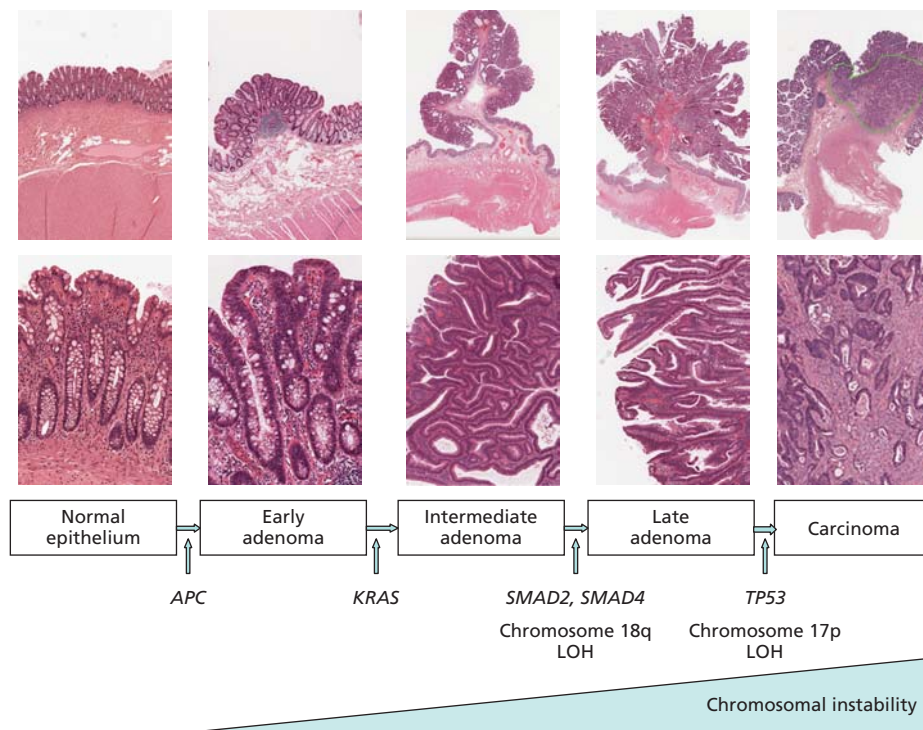 Normal
epithelium
Early
adenoma
Intermediate
adenoma
Late
adenoma
Carcinoma
APC
KRAS
SMAD2, SMAD4
Chromosome 18q
LOH
TP53
Chromosome 17p
LOH
Chromosomal instability